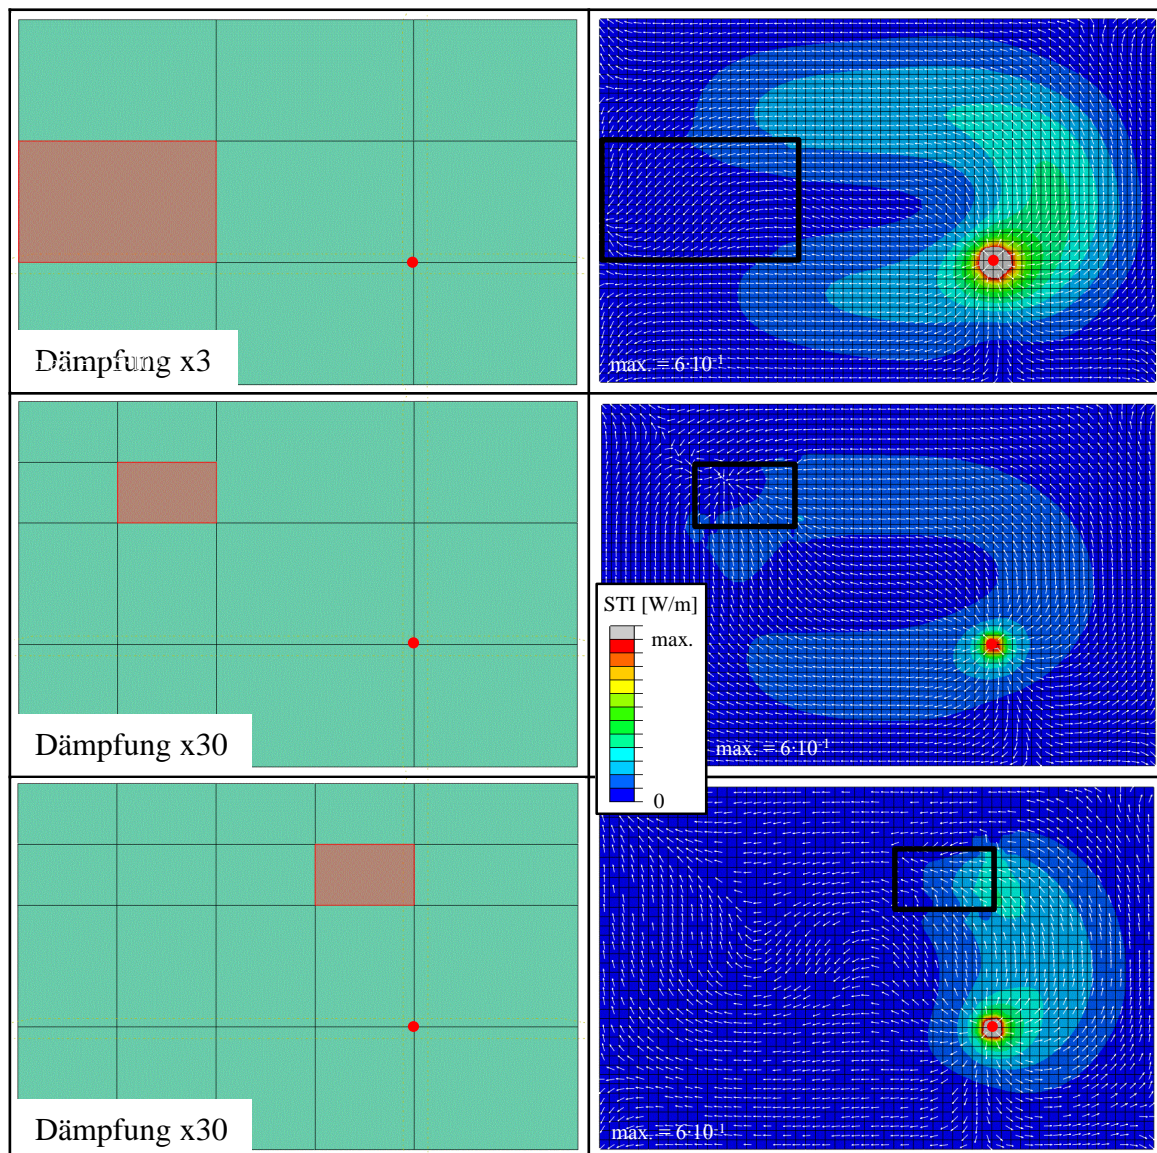 Dämpfung x3
max. = 6·10⁻¹
Dämpfung x30
STI [W/m]
max.
0
max. = 6·10⁻¹
Dämpfung x30
max. = 6·10⁻¹